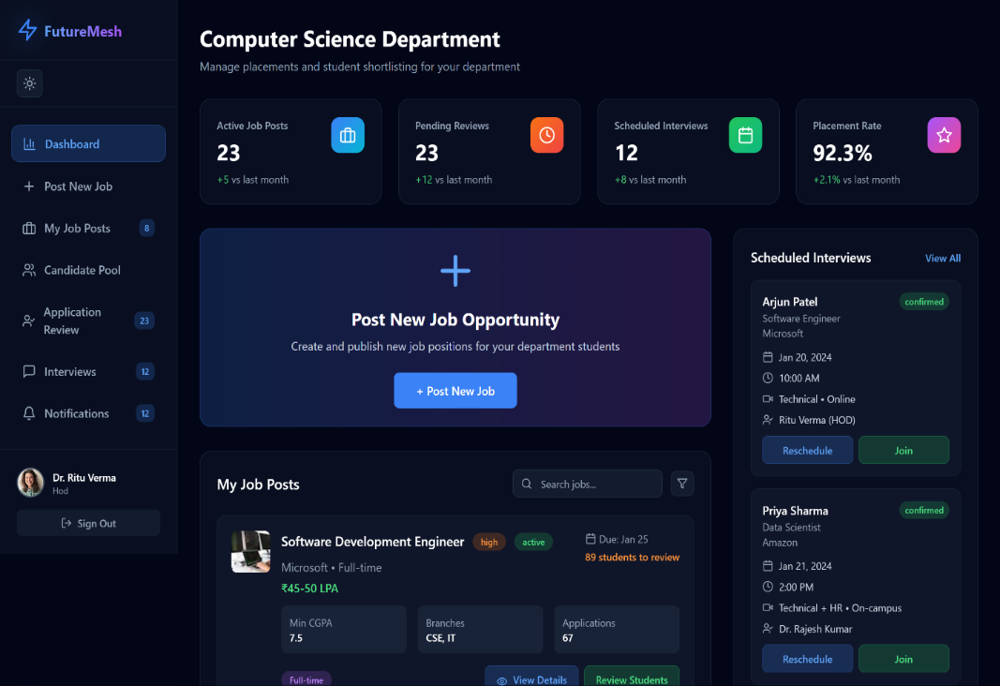 FutureMesh
Dashboard
Post New Job
My Job Posts 8
Candidate Pool
Application
Review 23
Interviews 12
Notifications 12
Dr. Ritu Verma
Hod
Sign Out
Computer Science Department
Manage placements and student shortlisting for your department
Active Job Posts
23
+5 vs last month
Pending Reviews
23
+12 vs last month
Scheduled Interviews
12
+8 vs last month
Placement Rate
92.3%
+2.1% vs last month
Post New Job Opportunity
Create and publish new job positions for your department students
+ Post New Job
My Job Posts
Search jobs...
Software Development Engineer high active
Due: Jan 25
Microsoft • Full-time
89 students to review
₹45-50 LPA
Min CGPA
7.5
Branches
CSE, IT
Applications
67
Full-time
View Details
Review Students
Scheduled Interviews View All
Arjun Patel confirmed
Software Engineer
Microsoft
Jan 20, 2024
10:00 AM
Technical • Online
Ritu Verma (HOD)
Reschedule Join
Priya Sharma confirmed
Data Scientist
Amazon
Jan 21, 2024
2:00 PM
Technical + HR • On-campus
Dr. Rajesh Kumar
Reschedule Join